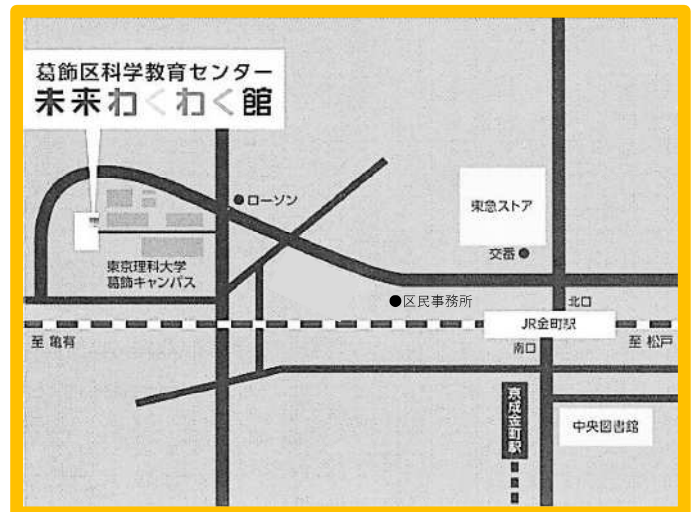 葛飾区科学教育センター
未来わくわく館
ローソン
東急ストア
交番
東京理科大学
葛飾キャンパス
区民事務所
北口
JR金町駅
至 亀有
南口
至 松戸
京成金町駅
中央図書館